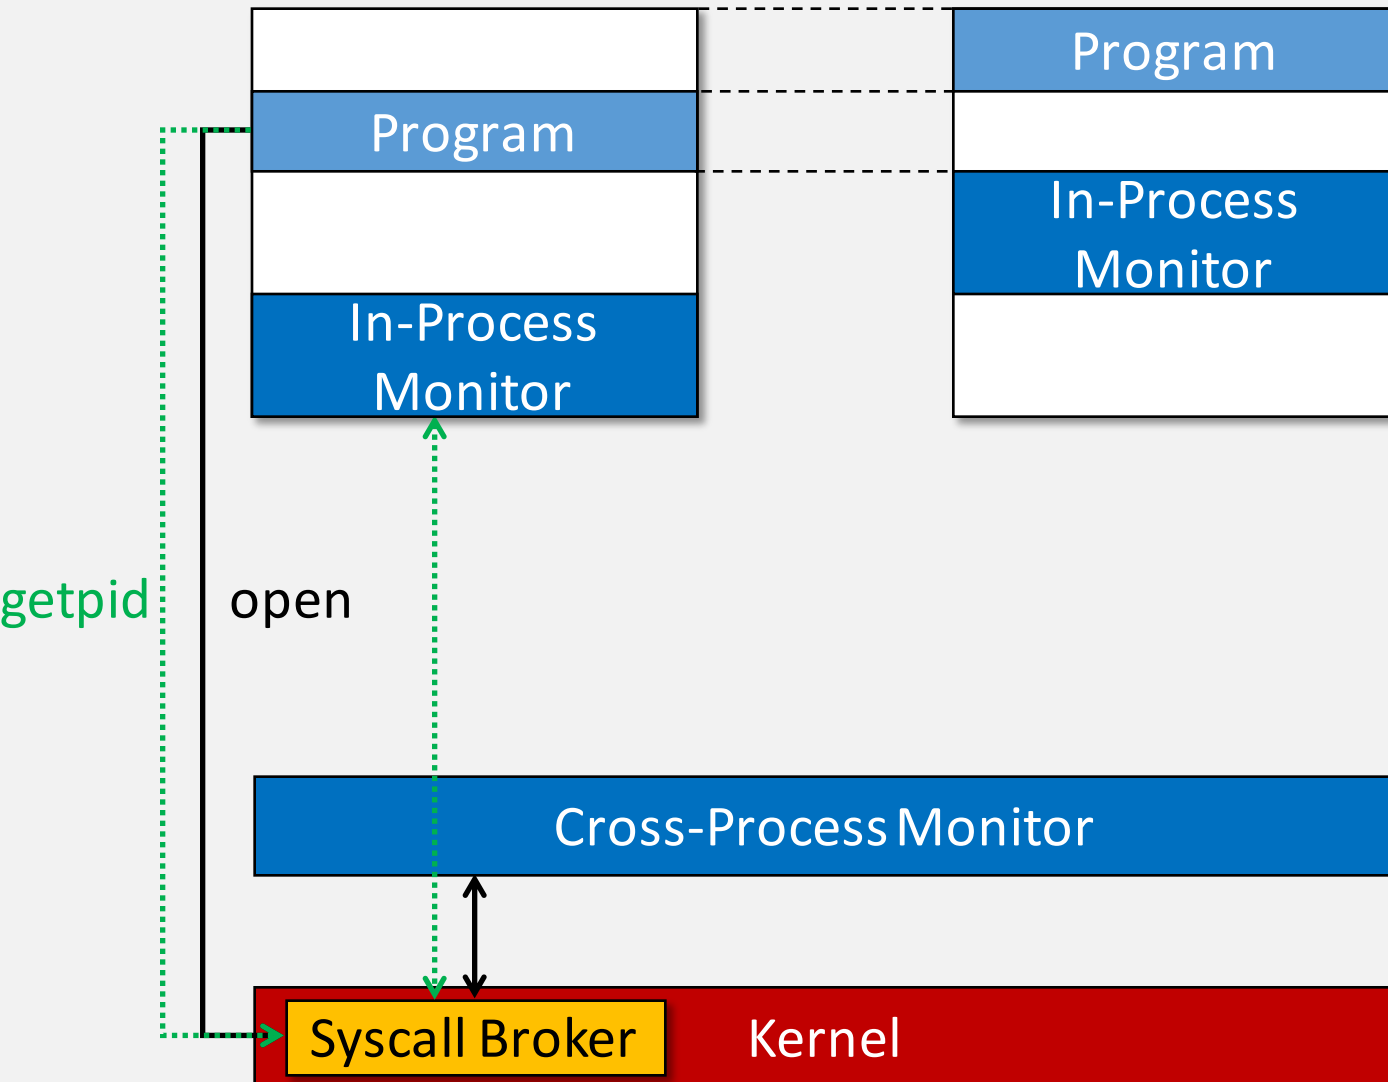 Program
Program
In-Process
Monitor
In-Process
Monitor
getpid
open
Cross-Process Monitor
Syscall Broker
Kernel